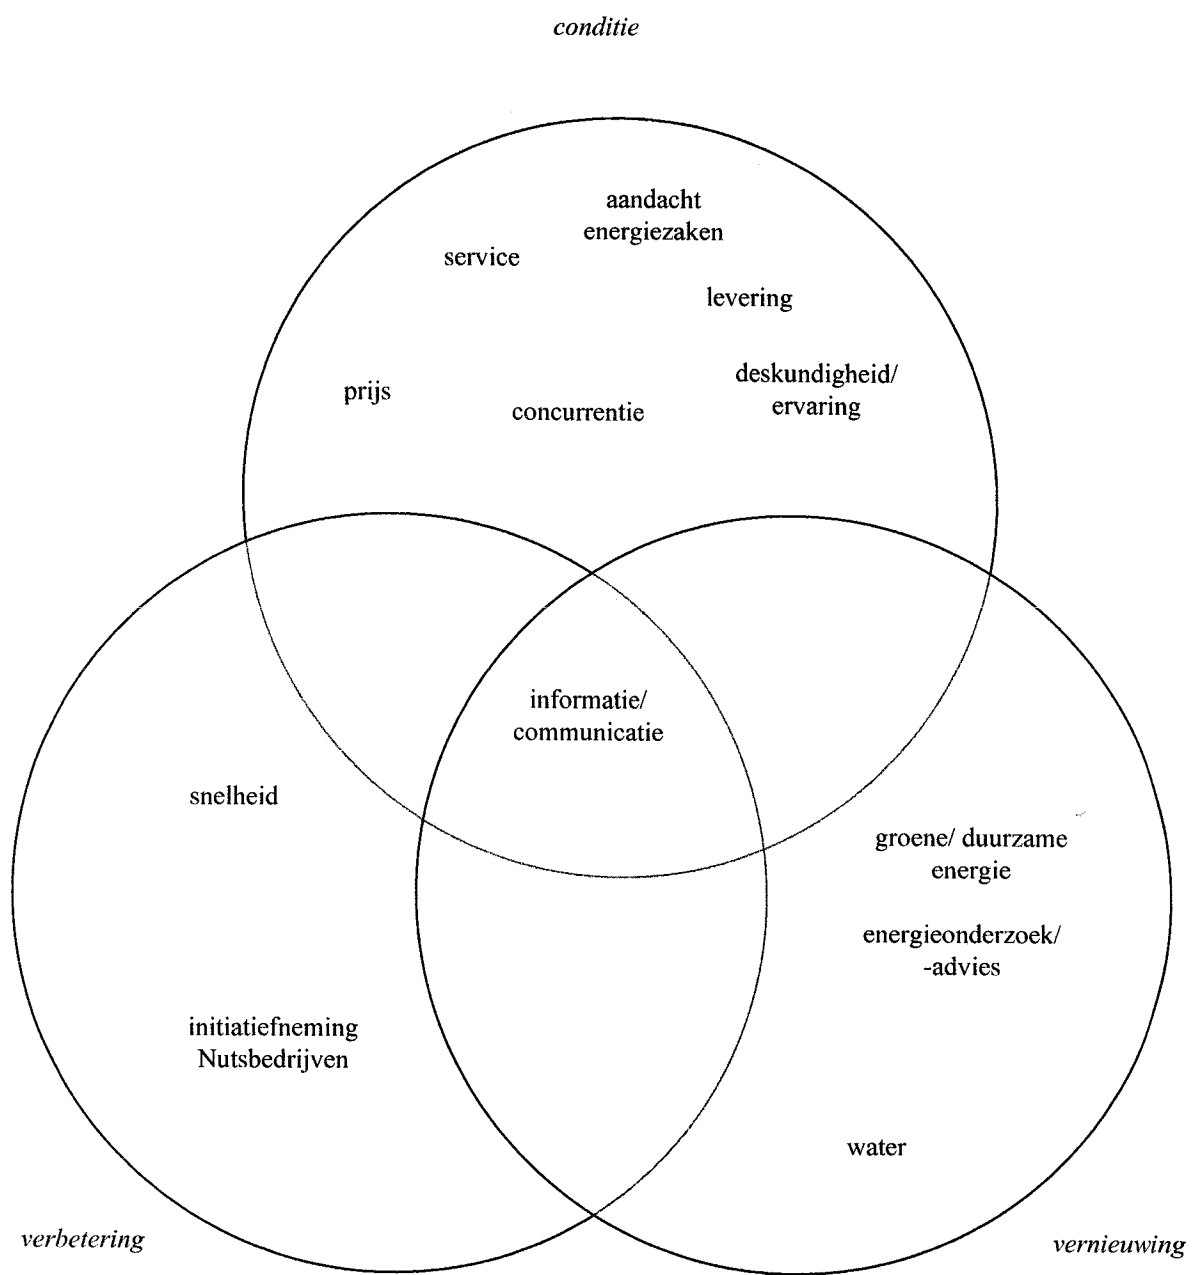 conditie
aandacht
energiezaken
service
levering
deskundigheid/
ervaring
prijs
concurrentie
informatie/
communicatie
snelheid
groene/ duurzame
energie
energieonderzoek/
-advies
initiatiefneming
Nutsbedrijven
water
verbetering
vernieuwing